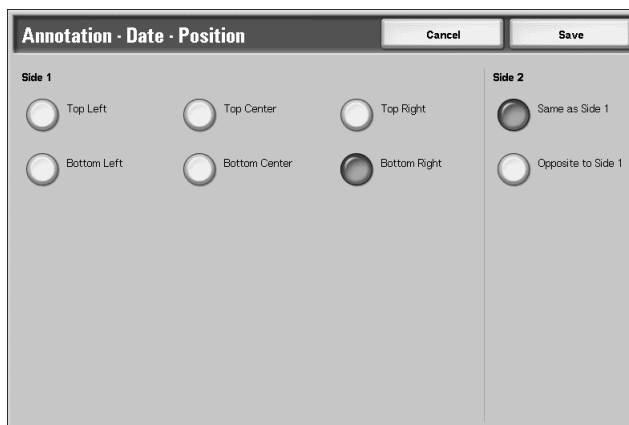 Annotation · Date · Position
Cancel
Save
Side 1
Side 2
Top Left
Top Center
Top Right
Same as Side 1
Bottom Left
Bottom Center
Bottom Right
Opposite to Side 1